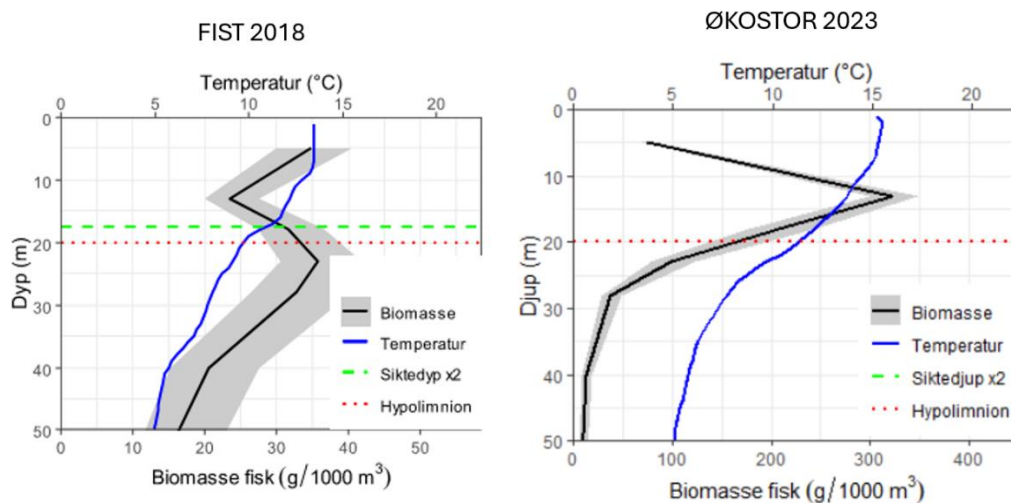 FIST 2018
Temperatur (°C)
0 5 10 15 20
0
10
20
30
40
50
Dyp (m)
Biomasse
Temperatur
Siktedyp x2
Hypolimnion
0 10 20 30 40 50
Biomasse fisk (g/1000 m³)
ØKOSTOR 2023
Temperatur (°C)
0 5 10 15 20
0
10
20
30
40
50
Djup (m)
Biomasse
Temperatur
Siktedjup x2
Hypolimnion
0 100 200 300 400
Biomasse fisk (g/1000 m³)